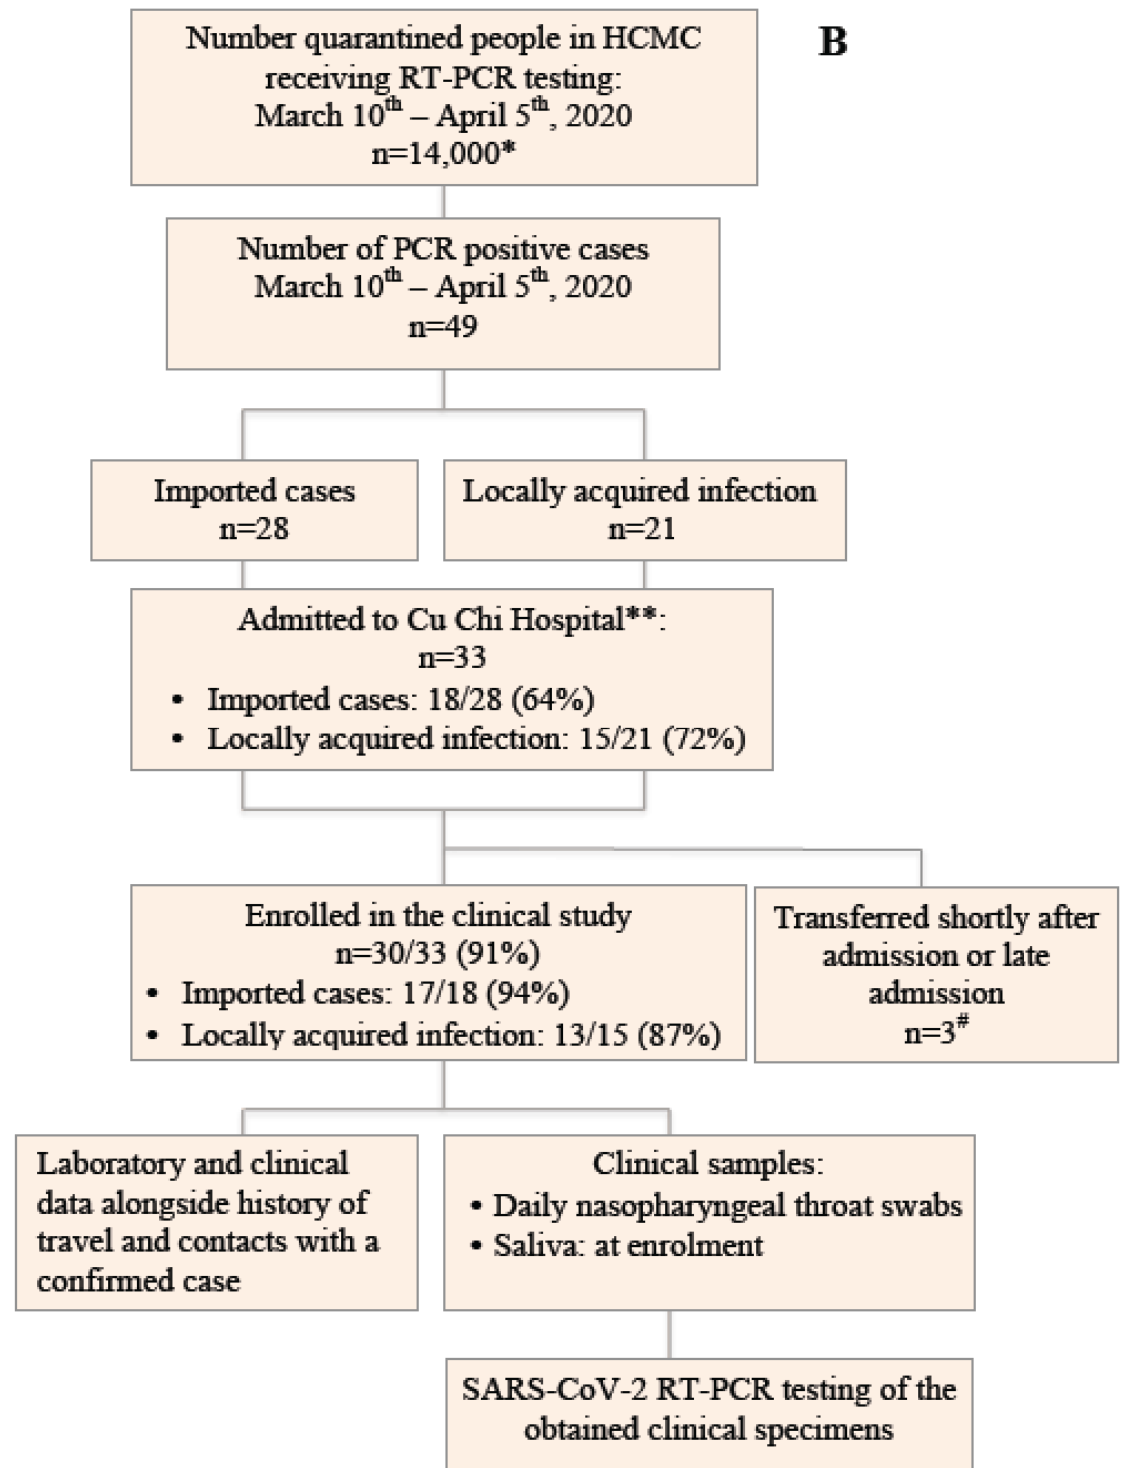 B
Number quarantined people in HCMC
receiving RT-PCR testing:
March 10th – April 5th, 2020
n=14,000*
Number of PCR positive cases
March 10th – April 5th, 2020
n=49
Imported cases
n=28
Locally acquired infection
n=21
Admitted to Cu Chi Hospital**:
n=33
• Imported cases: 18/28 (64%)
• Locally acquired infection: 15/21 (72%)
Enrolled in the clinical study
n=30/33 (91%)
• Imported cases: 17/18 (94%)
• Locally acquired infection: 13/15 (87%)
Transferred shortly after
admission or late
admission
n=3#
Laboratory and clinical
data alongside history of
travel and contacts with a
confirmed case
Clinical samples:
• Daily nasopharyngeal throat swabs
• Saliva: at enrolment
SARS-CoV-2 RT-PCR testing of the
obtained clinical specimens